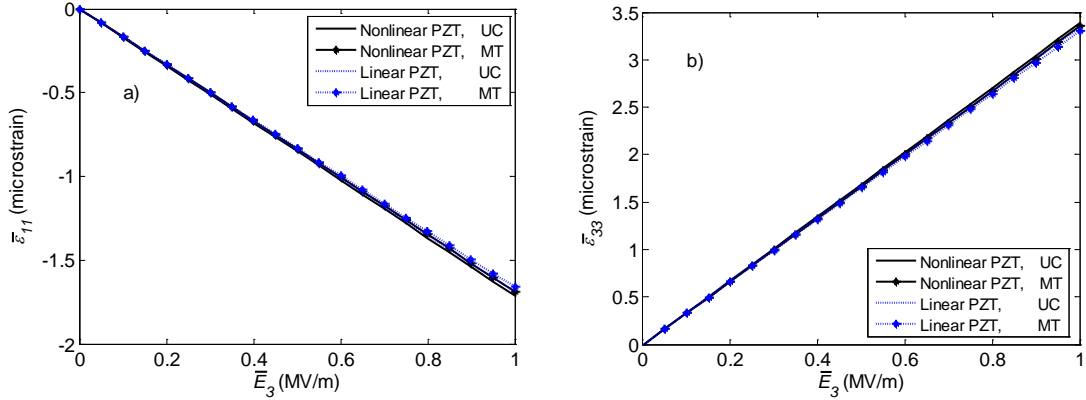 0
-0.5
-1
-1.5
-2
0 0.2 0.4 0.6 0.8 1
ε̅₁₁ (microstrain)
E̅₃ (MV/m)
a)
Nonlinear PZT, UC
Nonlinear PZT, MT
Linear PZT, UC
Linear PZT, MT
3.5
3
2.5
2
1.5
1
0.5
0
0 0.2 0.4 0.6 0.8 1
ε̅₃₃ (microstrain)
E̅₃ (MV/m)
b)
Nonlinear PZT, UC
Nonlinear PZT, MT
Linear PZT, UC
Linear PZT, MT